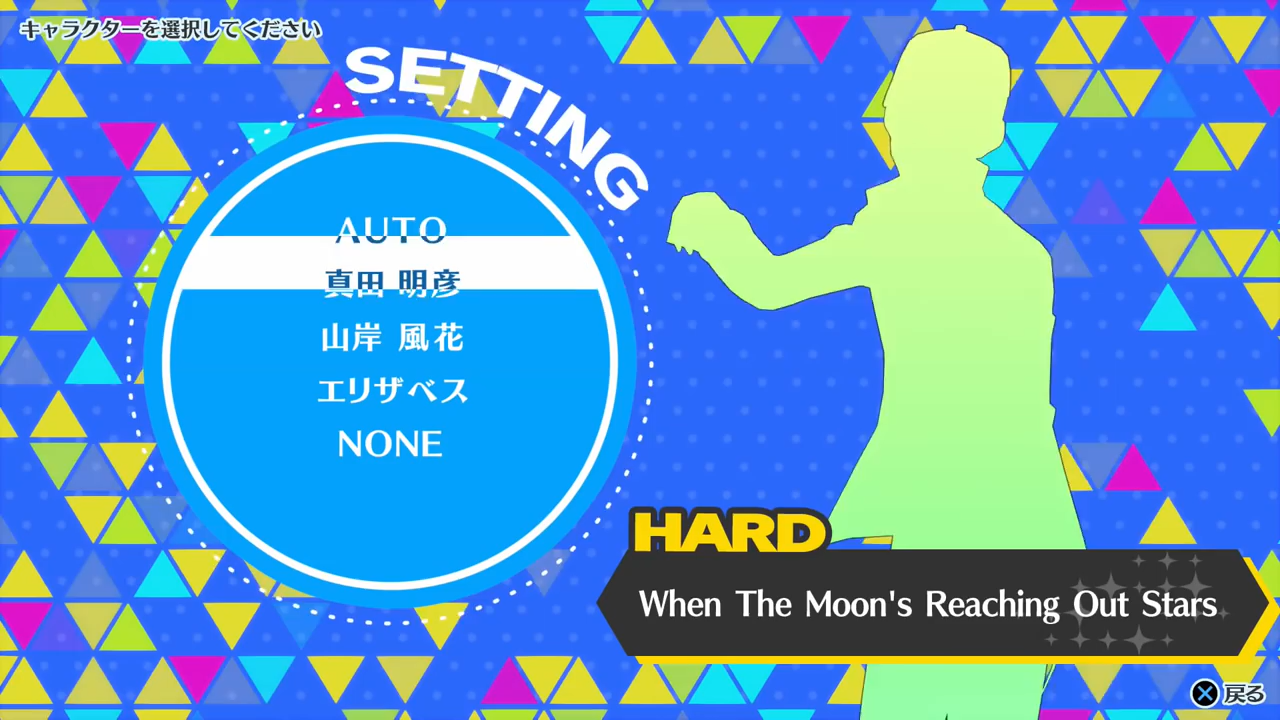 キャラクターを選択してください
SETTING
AUTO
真田 明彦
山岸 風花
エリザベス
NONE
HARD
When The Moon's Reaching Out Stars
戻る